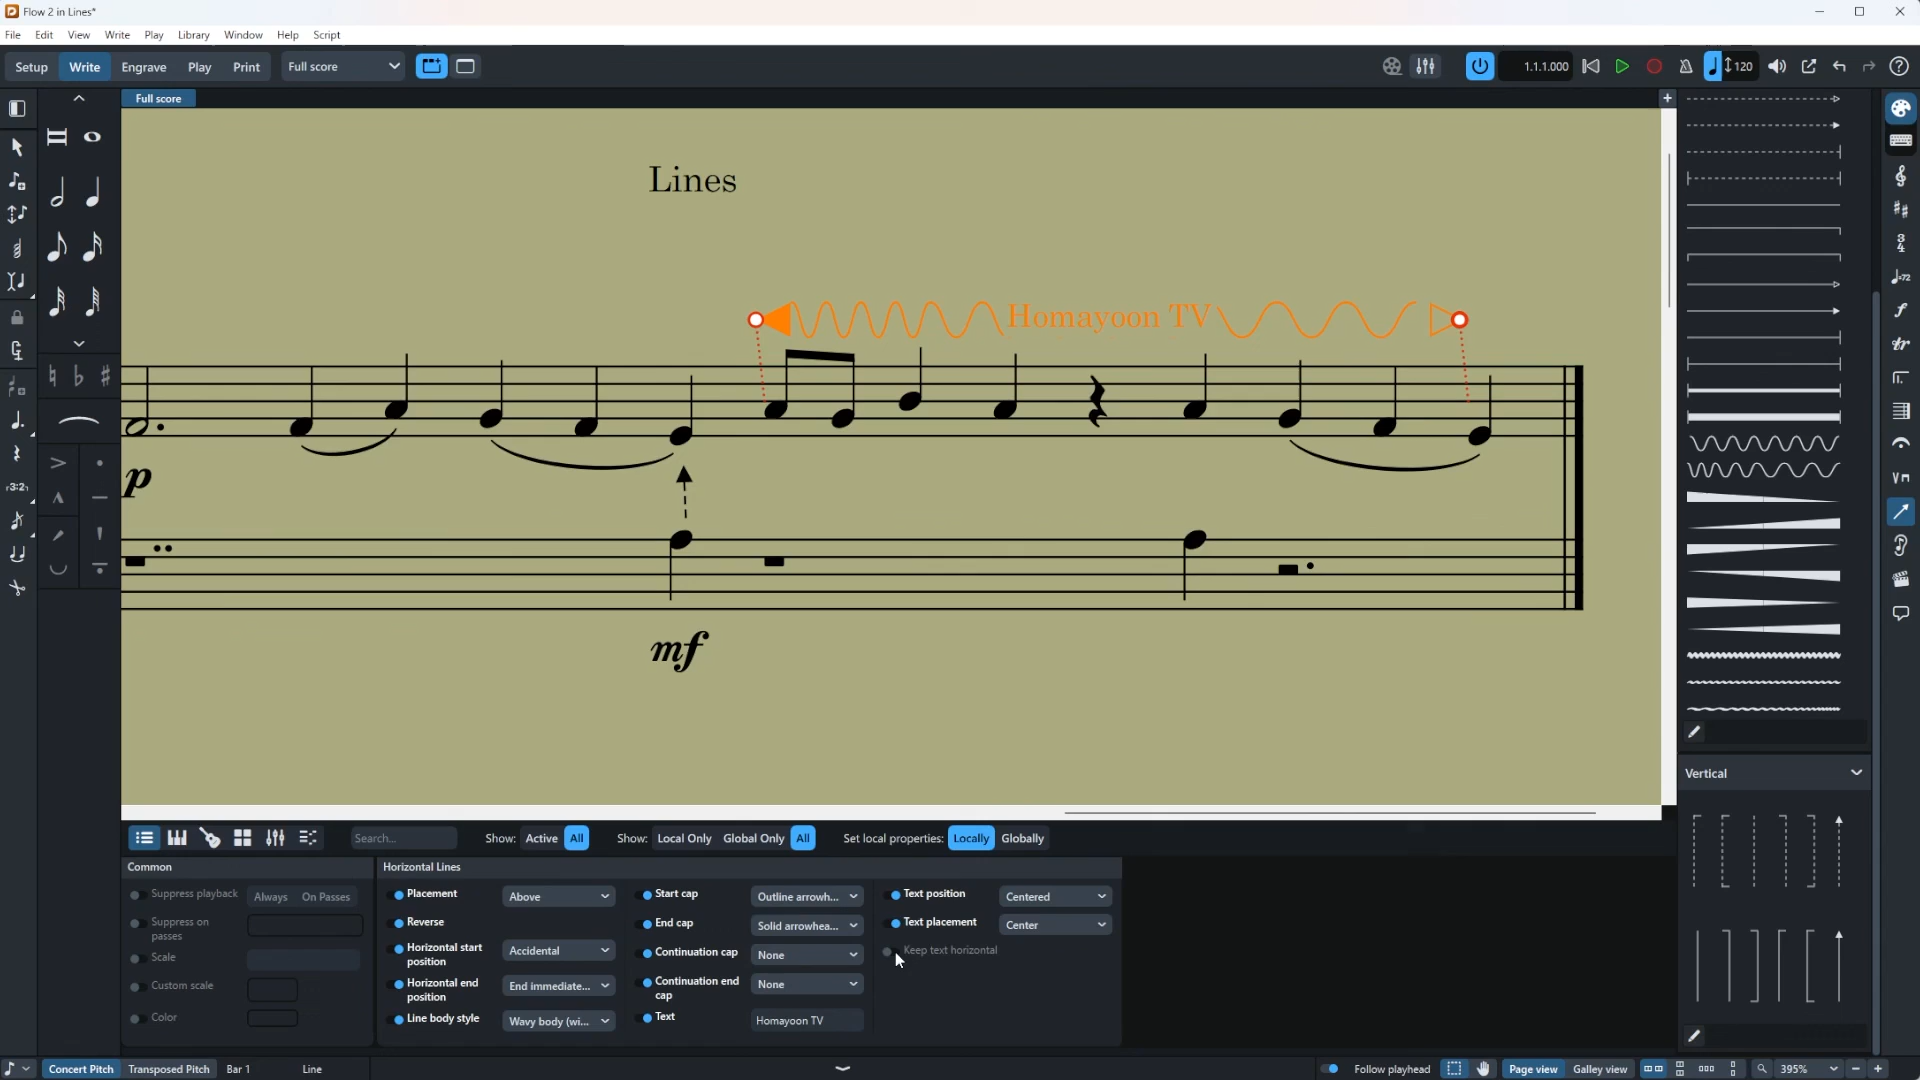 Flow 2 in Lines*
File Edit View Write Play Library Window Help Script
Setup Write Engrave Play Print Full score 1.1.1.000 120
Full score
Lines
Homayoon TV
p
mf
Vertical
Search... Show: Active All Show: Local Only Global Only All Set local properties: Locally Globally
Common Horizontal Lines
Suppress playback Always On Passes
Suppress on passes
Scale
Custom scale
Color
Placement Above
Reverse
Horizontal start position Accidental
Horizontal end position End immediate...
Line body style Wavy body (wi...
Start cap Outline arrowh...
End cap Solid arrowhea...
Continuation cap None
Continuation end cap None
Text Homayoon TV
Text position Centered
Text placement Center
Keep text horizontal
Concert Pitch Transposed Pitch Bar 1 Line Follow playhead Page view Galley view 395%